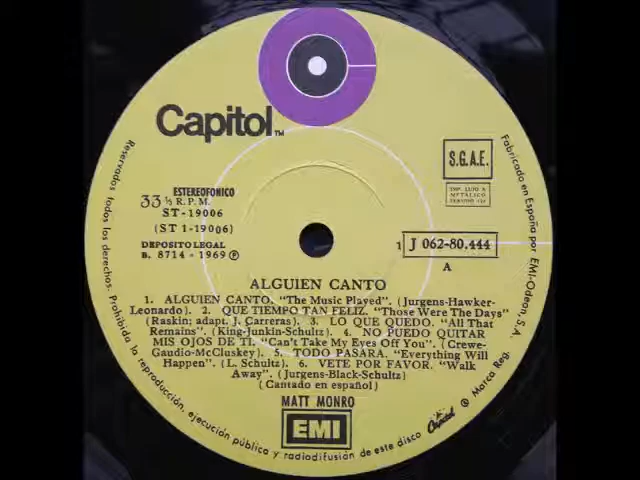 Capitol™
ESTEREOFONICO
33 ⅓ R.P.M.
ST-19006
(ST 1-19006)
DEPOSITO LEGAL
B. 8714 - 1969 Ⓟ
S.G.A.E.
1 J 062-80.444
A
ALGUIEN CANTO
1. ALGUIEN CANTO. "The Music Played". (Jurgens-Hawker-
Leonardo). 2. QUE TIEMPO TAN FELIZ. "Those Were The Days"
(Raskin; adapt. J. Carreras). 3. LO QUE QUEDO. "All That
Remains". (King-Junkin-Schultz) 4. NO PUEDO QUITAR
MIS OJOS DE TI. "Can't Take My Eyes Off You". (Crewe-
Gaudio-McCluskey). 5. TODO PASARA. "Everything Will
Happen". (L. Schultz). 6. VETE POR FAVOR. "Walk
Away". (Jurgens-Black-Schultz)
(Cantado en español)
MATT MONRO
EMI
Reservados todos los derechos. Prohibida la reproducción, ejecución pública y radiodifusión de este disco Capitol ® Marca Reg.
Fabricado en España por EMI-Odeon, S.A.